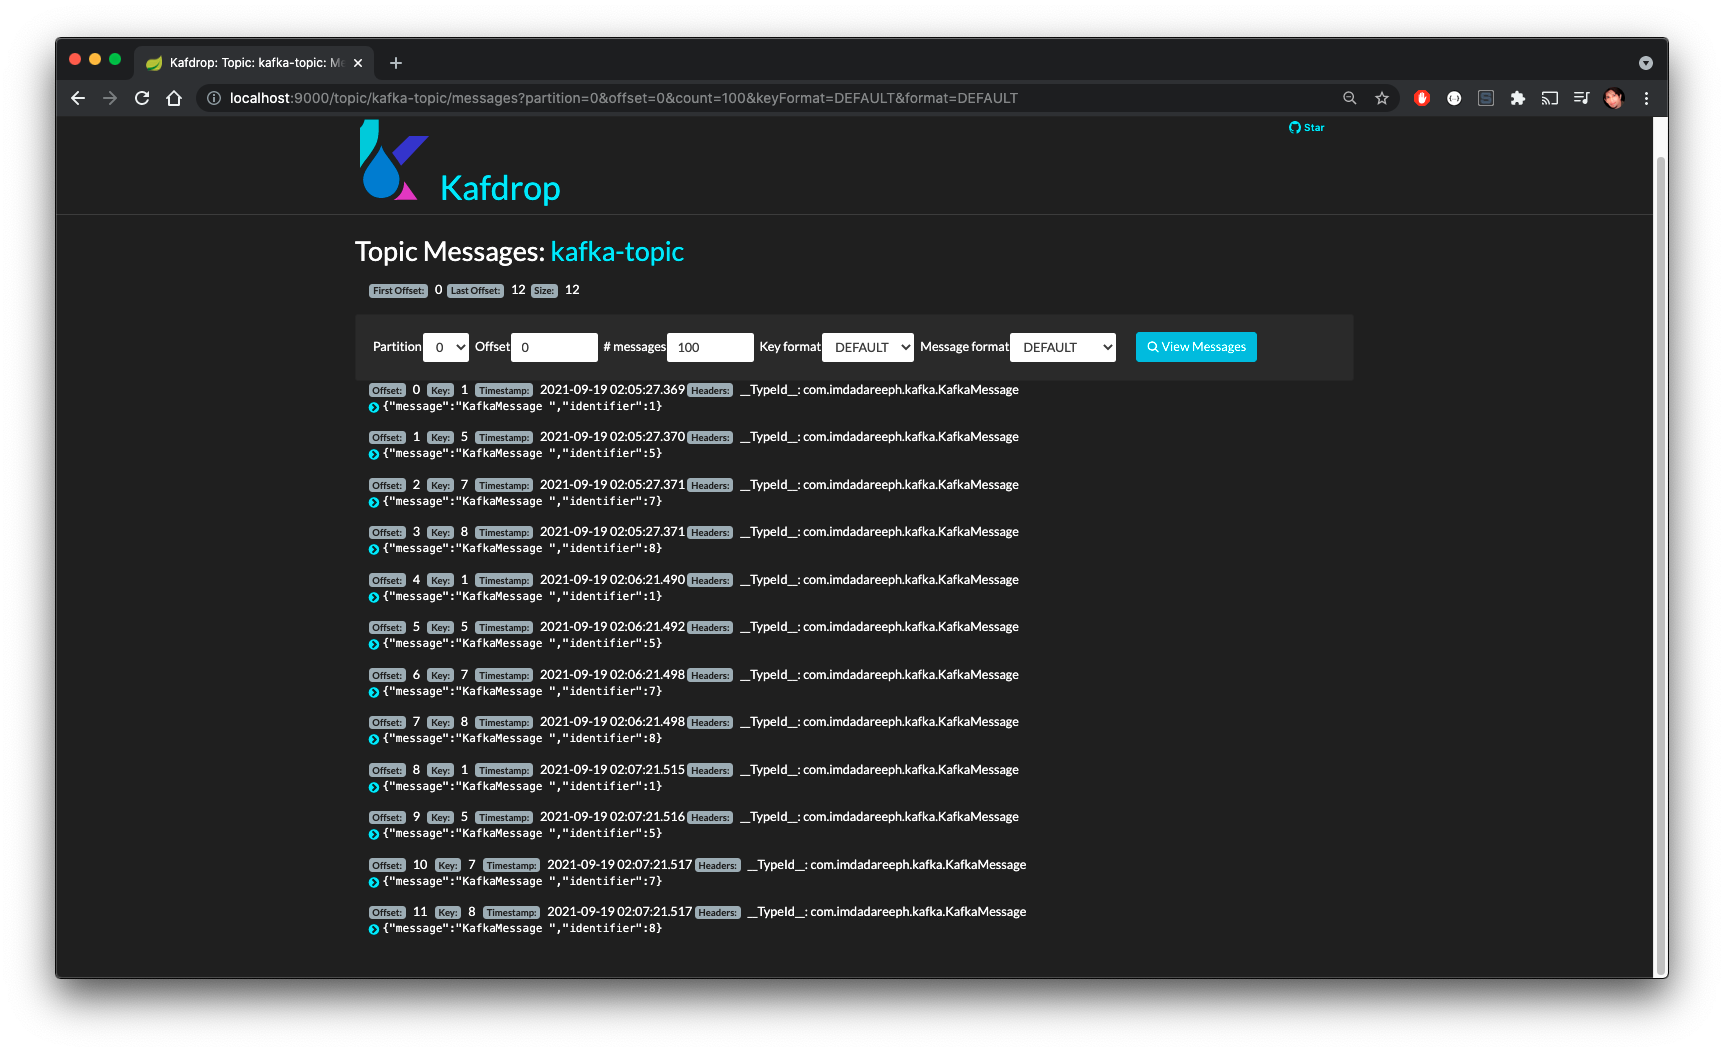 Kafdrop: Topic: kafka-topic: Me
localhost:9000/topic/kafka-topic/messages?partition=0&offset=0&count=100&keyFormat=DEFAULT&format=DEFAULT
Star
Kafdrop
Topic Messages: kafka-topic
First Offset: 0 Last Offset: 12 Size: 12
Partition 0 Offset 0 # messages 100 Key format DEFAULT Message format DEFAULT View Messages
Offset: 0 Key: 1 Timestamp: 2021-09-19 02:05:27.369 Headers: __TypeId__: com.imdadareeph.kafka.KafkaMessage
{"message":"KafkaMessage ","identifier":1}
Offset: 1 Key: 5 Timestamp: 2021-09-19 02:05:27.370 Headers: __TypeId__: com.imdadareeph.kafka.KafkaMessage
{"message":"KafkaMessage ","identifier":5}
Offset: 2 Key: 7 Timestamp: 2021-09-19 02:05:27.371 Headers: __TypeId__: com.imdadareeph.kafka.KafkaMessage
{"message":"KafkaMessage ","identifier":7}
Offset: 3 Key: 8 Timestamp: 2021-09-19 02:05:27.371 Headers: __TypeId__: com.imdadareeph.kafka.KafkaMessage
{"message":"KafkaMessage ","identifier":8}
Offset: 4 Key: 1 Timestamp: 2021-09-19 02:06:21.490 Headers: __TypeId__: com.imdadareeph.kafka.KafkaMessage
{"message":"KafkaMessage ","identifier":1}
Offset: 5 Key: 5 Timestamp: 2021-09-19 02:06:21.492 Headers: __TypeId__: com.imdadareeph.kafka.KafkaMessage
{"message":"KafkaMessage ","identifier":5}
Offset: 6 Key: 7 Timestamp: 2021-09-19 02:06:21.498 Headers: __TypeId__: com.imdadareeph.kafka.KafkaMessage
{"message":"KafkaMessage ","identifier":7}
Offset: 7 Key: 8 Timestamp: 2021-09-19 02:06:21.498 Headers: __TypeId__: com.imdadareeph.kafka.KafkaMessage
{"message":"KafkaMessage ","identifier":8}
Offset: 8 Key: 1 Timestamp: 2021-09-19 02:07:21.515 Headers: __TypeId__: com.imdadareeph.kafka.KafkaMessage
{"message":"KafkaMessage ","identifier":1}
Offset: 9 Key: 5 Timestamp: 2021-09-19 02:07:21.516 Headers: __TypeId__: com.imdadareeph.kafka.KafkaMessage
{"message":"KafkaMessage ","identifier":5}
Offset: 10 Key: 7 Timestamp: 2021-09-19 02:07:21.517 Headers: __TypeId__: com.imdadareeph.kafka.KafkaMessage
{"message":"KafkaMessage ","identifier":7}
Offset: 11 Key: 8 Timestamp: 2021-09-19 02:07:21.517 Headers: __TypeId__: com.imdadareeph.kafka.KafkaMessage
{"message":"KafkaMessage ","identifier":8}